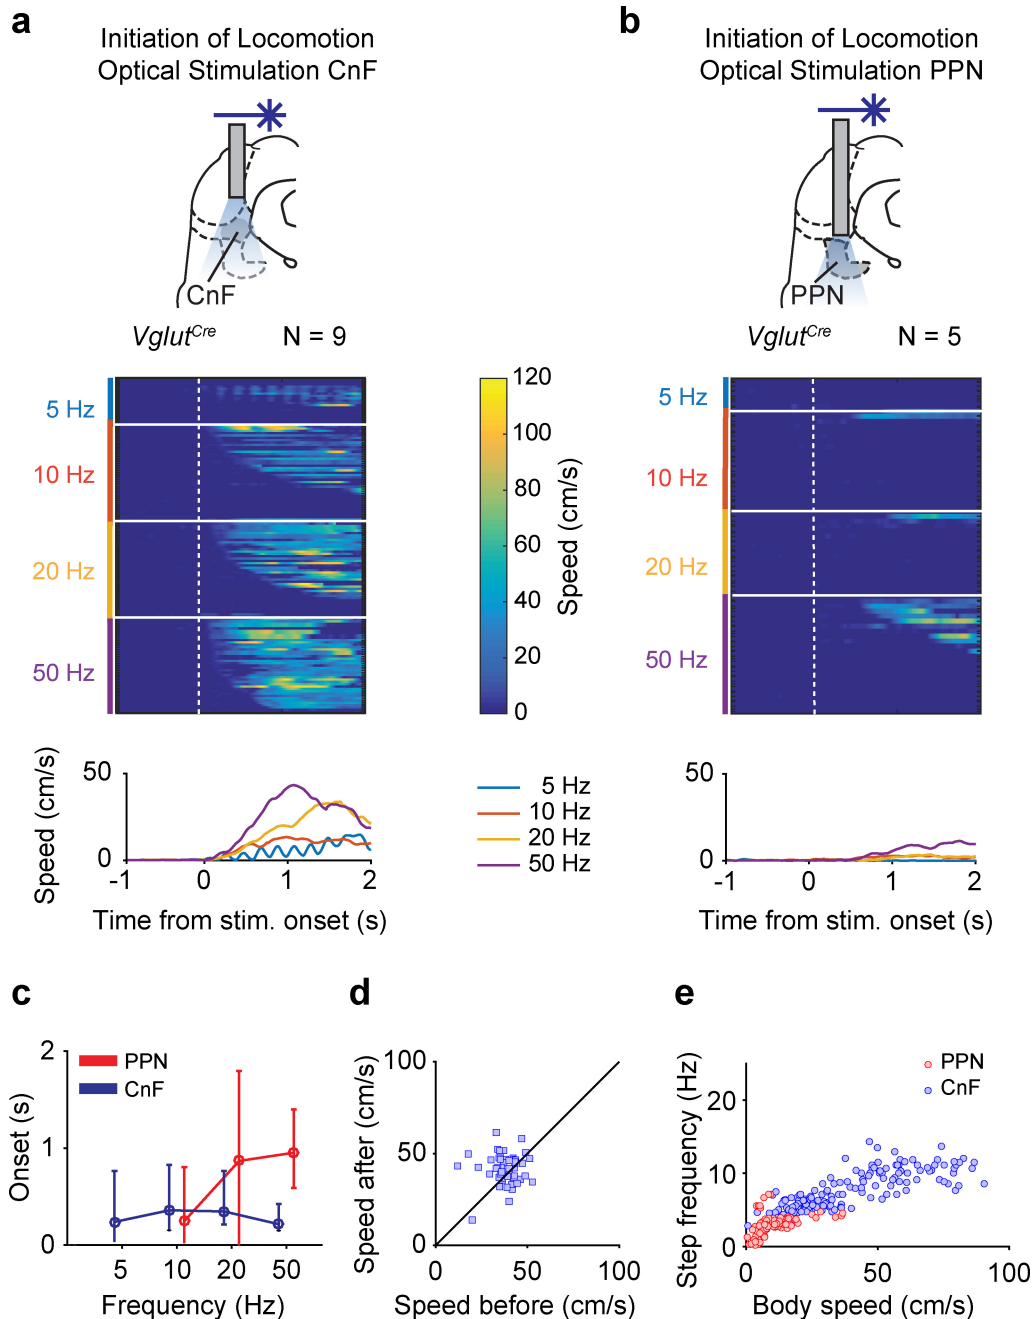 a
Initiation of Locomotion
Optical Stimulation CnF
CnF
Vglut^Cre N = 9
5 Hz
10 Hz
20 Hz
50 Hz
120
100
80
60
40
20
0
Speed (cm/s)
50
0
Speed (cm/s)
-1 0 1 2
Time from stim. onset (s)
5 Hz
10 Hz
20 Hz
50 Hz
b
Initiation of Locomotion
Optical Stimulation PPN
PPN
Vglut^Cre N = 5
5 Hz
10 Hz
20 Hz
50 Hz
50
0
-1 0 1 2
Time from stim. onset (s)
c
PPN
CnF
2
1
0
Onset (s)
5 10 20 50
Frequency (Hz)
d
100
50
0
Speed after (cm/s)
0 50 100
Speed before (cm/s)
e
PPN
CnF
20
10
0
Step frequency (Hz)
0 50 100
Body speed (cm/s)